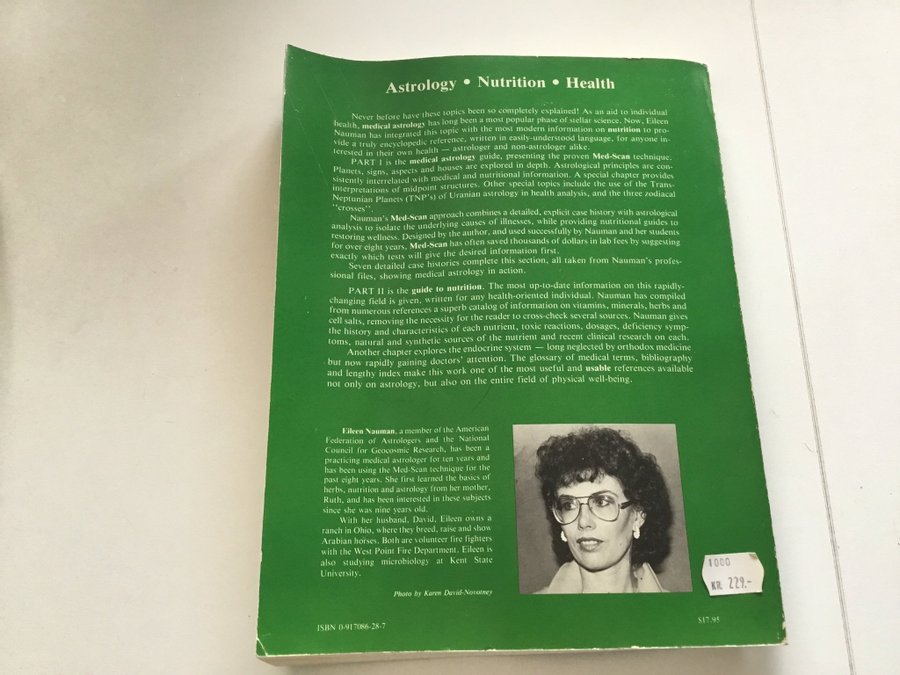 Astrology • Nutrition • Health
Never before have these topics been so completely explained! As an aid to individual
health, medical astrology has long been a most popular phase of stellar science. Now, Eileen
Nauman has integrated this topic with the most modern information on nutrition to pro-
vide a truly encyclopedic reference, written in easily-understood language, for anyone in-
terested in their own health — astrologer and non-astrologer alike.
PART I is the medical astrology guide, presenting the proven Med-Scan technique.
Planets, signs, aspects and houses are explored in depth. Astrological principles are con-
sistently interrelated with medical and nutritional information. A special chapter provides
interpretations of midpoint structures. Other special topics include the use of the Trans-
Neptunian Planets (TNP's) of Uranian astrology in health analysis, and the three zodiacal
"crosses".
Nauman's Med-Scan approach combines a detailed, explicit case history with astrological
analysis to isolate the underlying causes of illnesses, while providing nutritional guides to
restoring wellness. Designed by the author, and used successfully by Nauman and her students
for over eight years, Med-Scan has often saved thousands of dollars in lab fees by suggesting
exactly which tests will give the desired information first.
Seven detailed case histories complete this section, all taken from Nauman's profes-
sional files, showing medical astrology in action.
PART II is the guide to nutrition. The most up-to-date information on this rapidly-
changing field is given, written for any health-oriented individual. Nauman has compiled
from numerous references a superb catalog of information on vitamins, minerals, herbs and
cell salts, removing the necessity for the reader to cross-check several sources. Nauman gives
the history and characteristics of each nutrient, toxic reactions, dosages, deficiency symp-
toms, natural and synthetic sources of the nutrient and recent clinical research on each.
Another chapter explores the endocrine system — long neglected by orthodox medicine
but now rapidly gaining doctors' attention. The glossary of medical terms, bibliography
and lengthy index make this work one of the most useful and usable references available
not only on astrology, but also on the entire field of physical well-being.
Eileen Nauman, a member of the American
Federation of Astrologers and the National
Council for Geocosmic Research, has been a
practicing medical astrologer for ten years and
has been using the Med-Scan technique for the
past eight years. She first learned the basics of
herbs, nutrition and astrology from her mother,
Ruth, and has been interested in these subjects
since she was nine years old.
With her husband, David, Eileen owns a
ranch in Ohio, where they breed, raise and show
Arabian horses. Both are volunteer fire fighters
with the West Point Fire Department. Eileen is
also studying microbiology at Kent State
University.
Photo by Karen David-Novotney
1000
KR. 229.-
ISBN 0-917086-28-7
$17.95